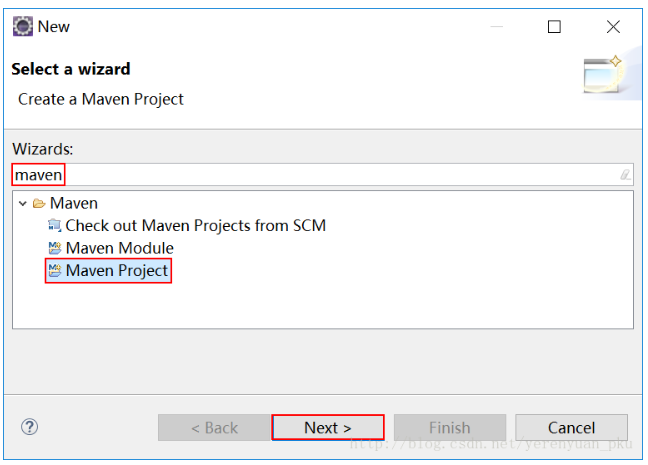 New
Select a wizard
Create a Maven Project
Wizards:
maven
Maven
Check out Maven Projects from SCM
Maven Module
Maven Project
< Back Next > Finish Cancel
http://blog.csdn.net/yerenyuan_pku